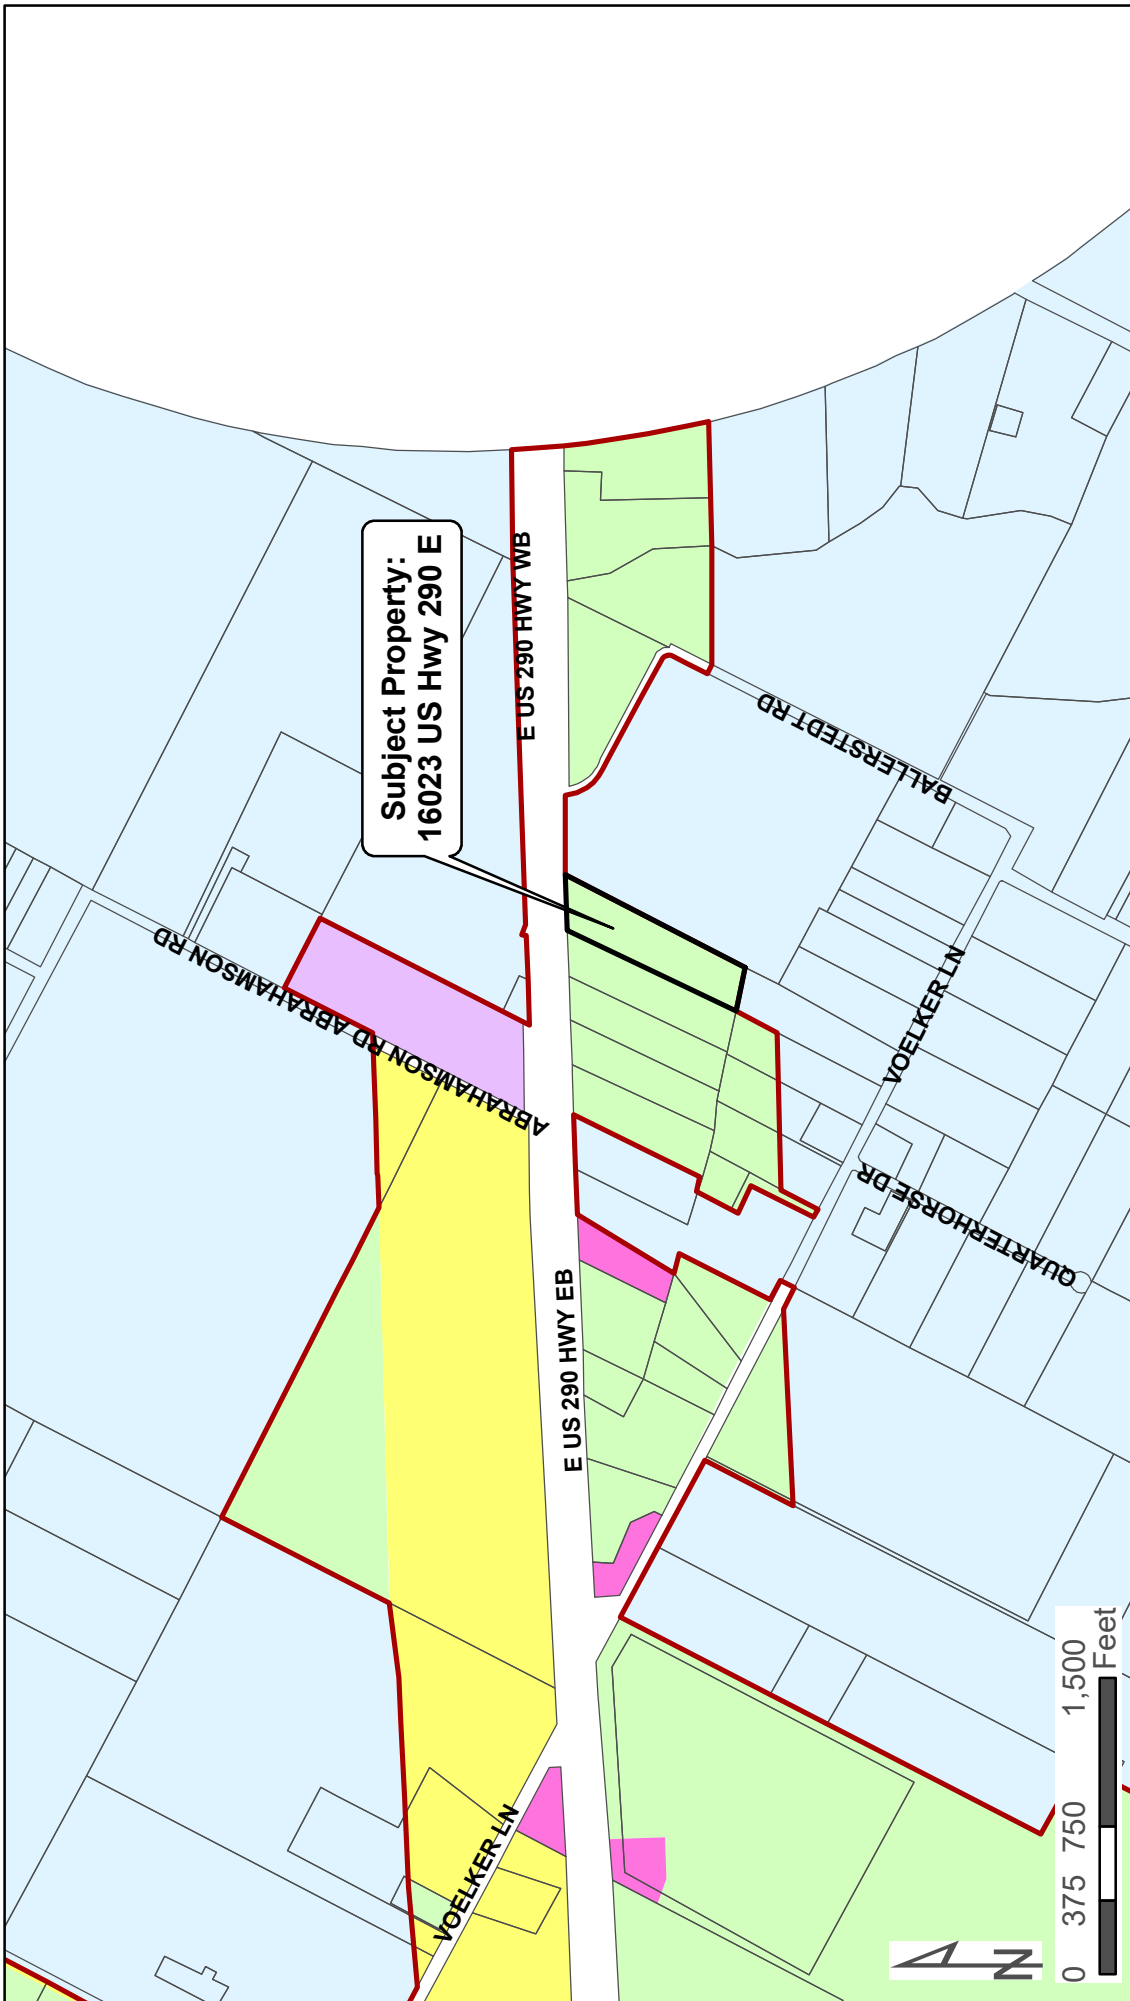 Subject Property:
16023 US Hwy 290 E
ABRAHAMSON RD
ABRAHAMSON RD
E US 290 HWY WB
E US 290 HWY EB
BALLERSTEDT RD
VOELKER LN
QUARTERHORSE DR
VOELKER LN
N
0 375 750 1,500
Feet